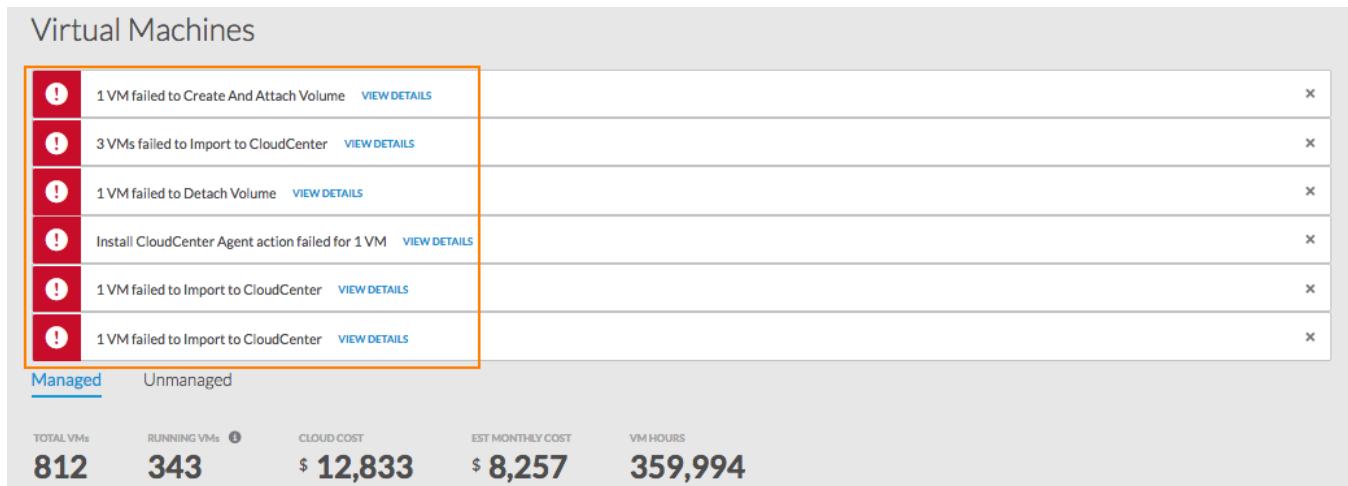 Virtual Machines
! 1 VM failed to Create And Attach Volume VIEW DETAILS ×
! 3 VMs failed to Import to CloudCenter VIEW DETAILS ×
! 1 VM failed to Detach Volume VIEW DETAILS ×
! Install CloudCenter Agent action failed for 1 VM VIEW DETAILS ×
! 1 VM failed to Import to CloudCenter VIEW DETAILS ×
! 1 VM failed to Import to CloudCenter VIEW DETAILS ×
Managed Unmanaged
TOTAL VMs RUNNING VMs i CLOUD COST EST MONTHLY COST VM HOURS
812 343 $ 12,833 $ 8,257 359,994